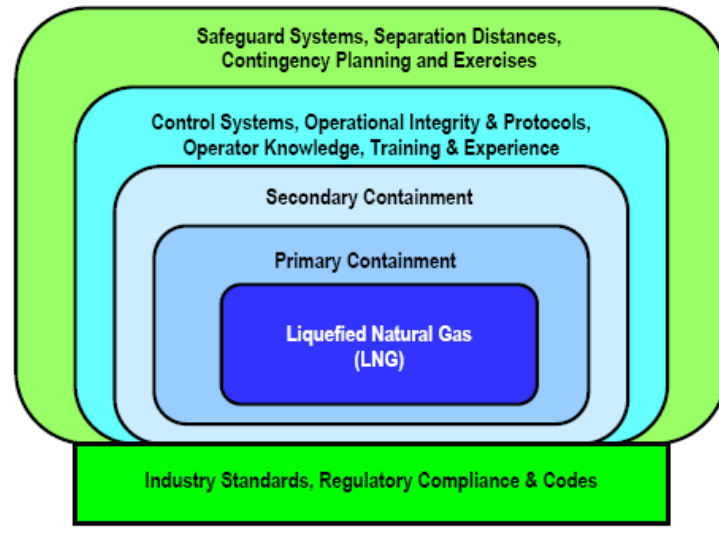 Safeguard Systems, Separation Distances,
Contingency Planning and Exercises
Control Systems, Operational Integrity & Protocols,
Operator Knowledge, Training & Experience
Secondary Containment
Primary Containment
Liquefied Natural Gas
(LNG)
Industry Standards, Regulatory Compliance & Codes